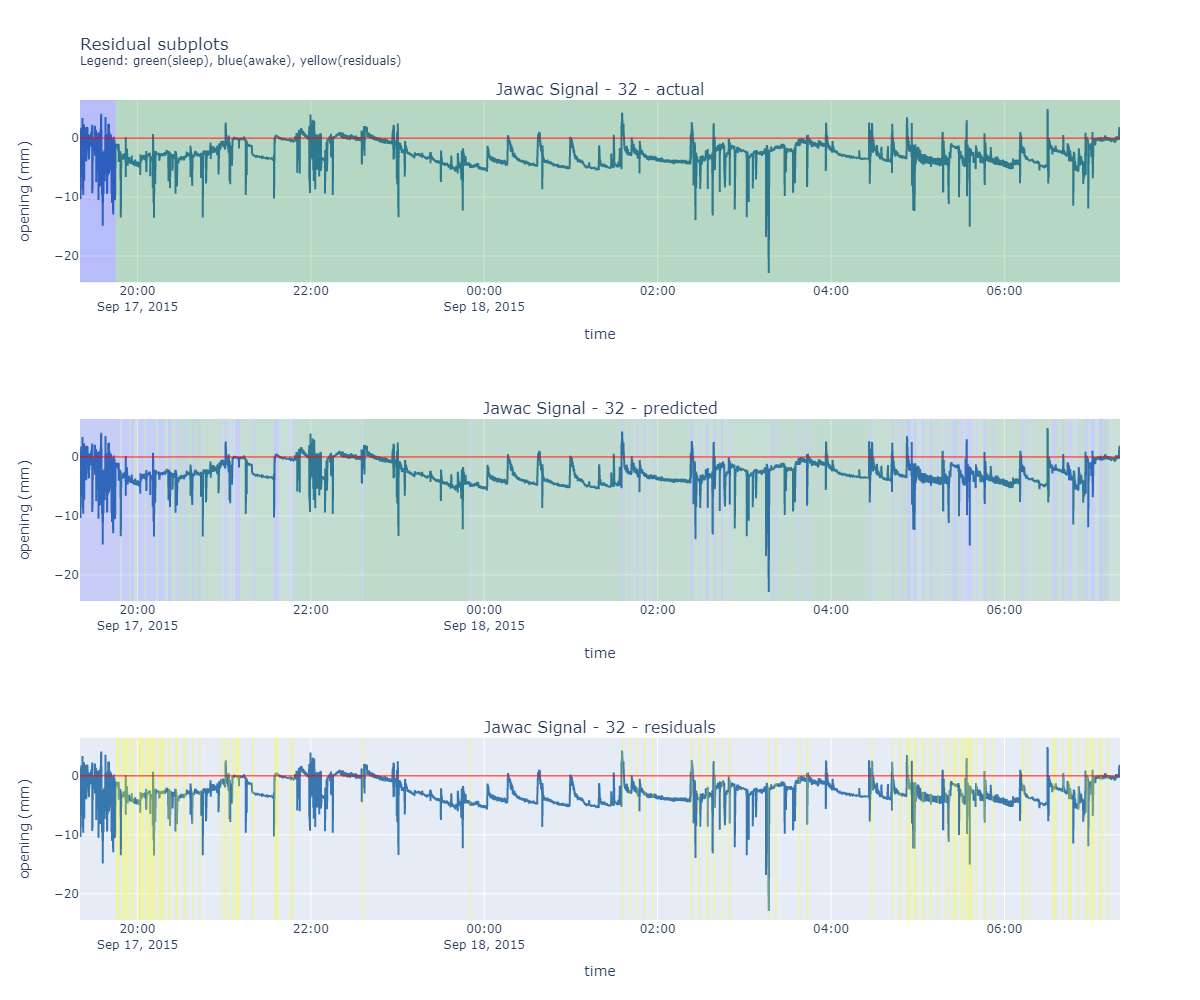 Residual subplots
Legend: green(sleep), blue(awake), yellow(residuals)
Jawac Signal - 32 - actual
opening (mm)
0
−10
−20
20:00 22:00 00:00 02:00 04:00 06:00
Sep 17, 2015 Sep 18, 2015
time
Jawac Signal - 32 - predicted
opening (mm)
0
−10
−20
20:00 22:00 00:00 02:00 04:00 06:00
Sep 17, 2015 Sep 18, 2015
time
Jawac Signal - 32 - residuals
opening (mm)
0
−10
−20
20:00 22:00 00:00 02:00 04:00 06:00
Sep 17, 2015 Sep 18, 2015
time